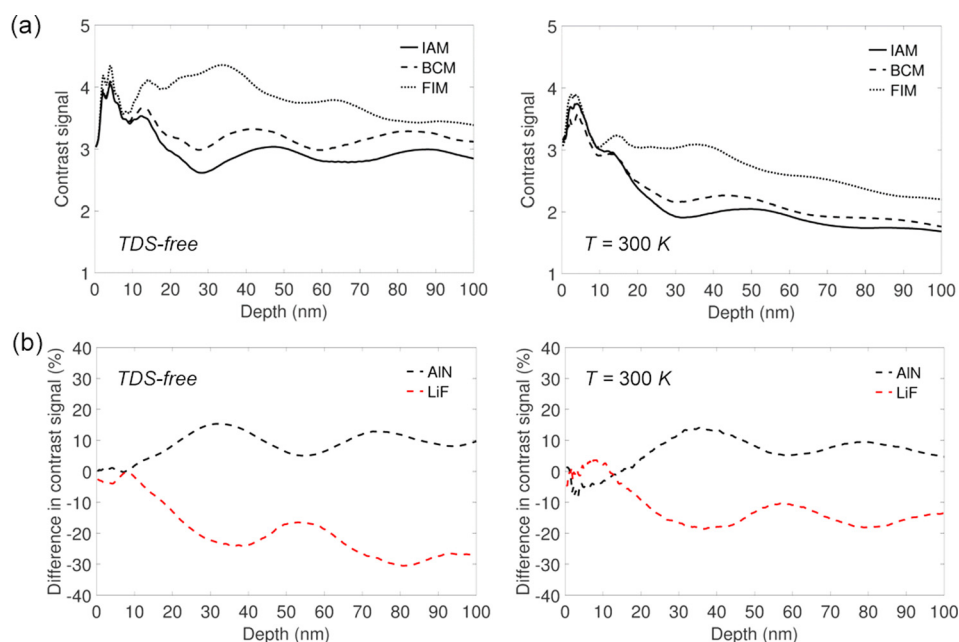 (a)
5
4
3
2
1
Contrast signal
IAM
BCM
FIM
TDS-free
0 10 20 30 40 50 60 70 80 90 100
Depth (nm)
5
4
3
2
1
Contrast signal
IAM
BCM
FIM
T = 300 K
0 10 20 30 40 50 60 70 80 90 100
Depth (nm)
(b)
40
30
20
10
0
-10
-20
-30
-40
Difference in contrast signal (%)
TDS-free
AlN
LiF
0 10 20 30 40 50 60 70 80 90 100
Depth (nm)
40
30
20
10
0
-10
-20
-30
-40
Difference in contrast signal (%)
T = 300 K
AlN
LiF
0 10 20 30 40 50 60 70 80 90 100
Depth (nm)